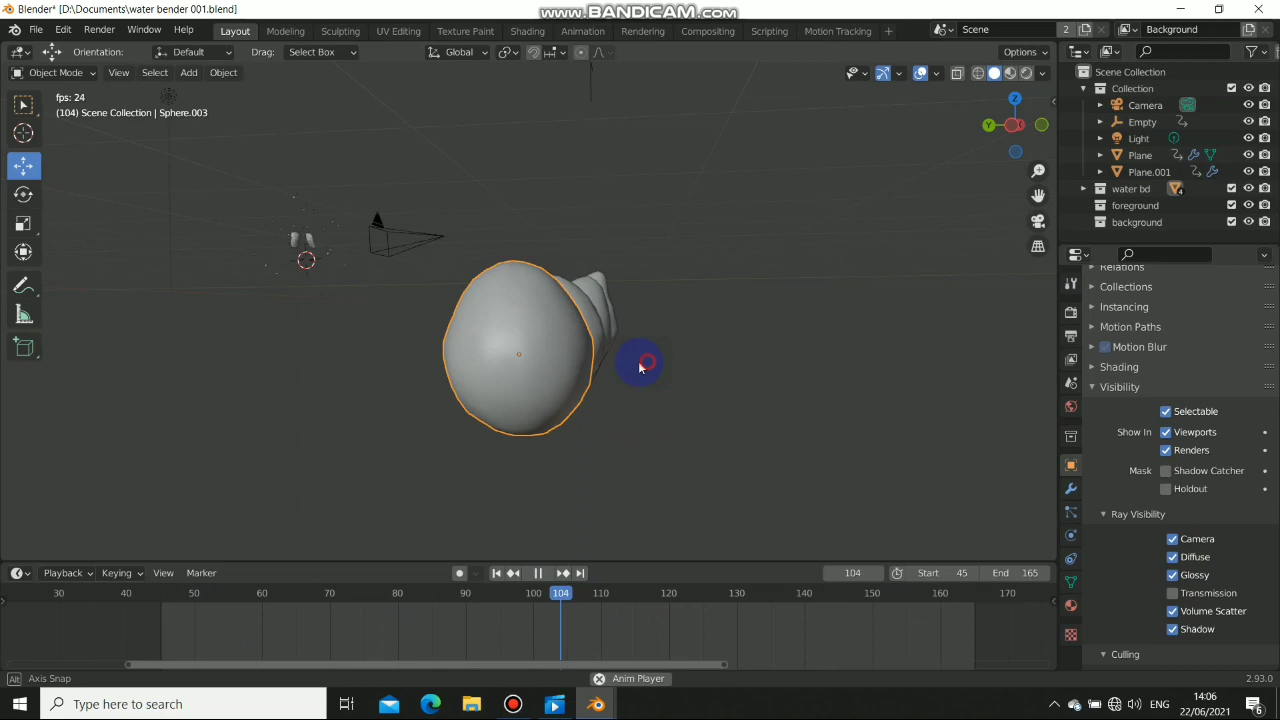 Blender* [D:\Documents\water bender 001.blend]
www.BANDICAM.com
File Edit Render Window Help
Layout Modeling Sculpting UV Editing Texture Paint Shading Animation Rendering Compositing Scripting Motion Tracking +
Scene 2 Background
Orientation: Default Drag: Select Box Global Options
Object Mode View Select Add Object
fps: 24
(104) Scene Collection | Sphere.003
Z
Y
Scene Collection
Collection
Camera
Empty
Light
Plane
Plane.001
water bd 4
foreground
background
Relations
Collections
Instancing
Motion Paths
Motion Blur
Shading
Visibility
Selectable
Show In Viewports
Renders
Mask Shadow Catcher
Holdout
Ray Visibility
Camera
Diffuse
Glossy
Transmission
Volume Scatter
Shadow
Culling
Playback Keying View Marker 104 Start 45 End 165
30 40 50 60 70 80 90 100 104 110 120 130 140 150 160 170
Alt Axis Snap Anim Player 2.93.0
Type here to search
ENG
14:06
22/06/2021
6